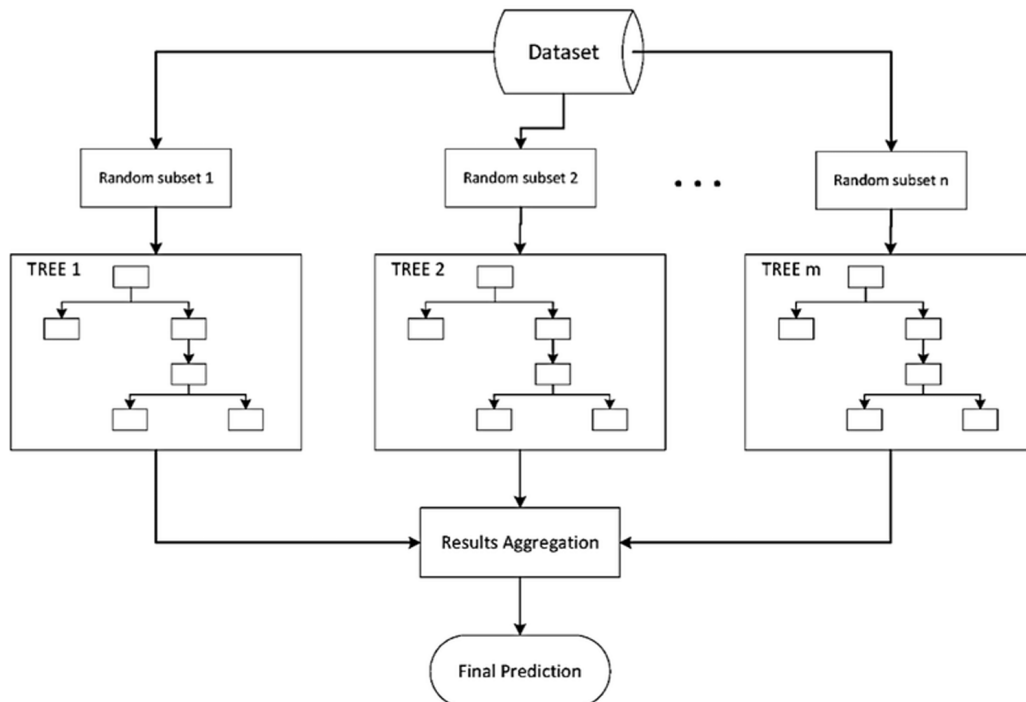 Dataset
Random subset 1
Random subset 2
...
Random subset n
TREE 1
TREE 2
TREE m
Results Aggregation
Final Prediction